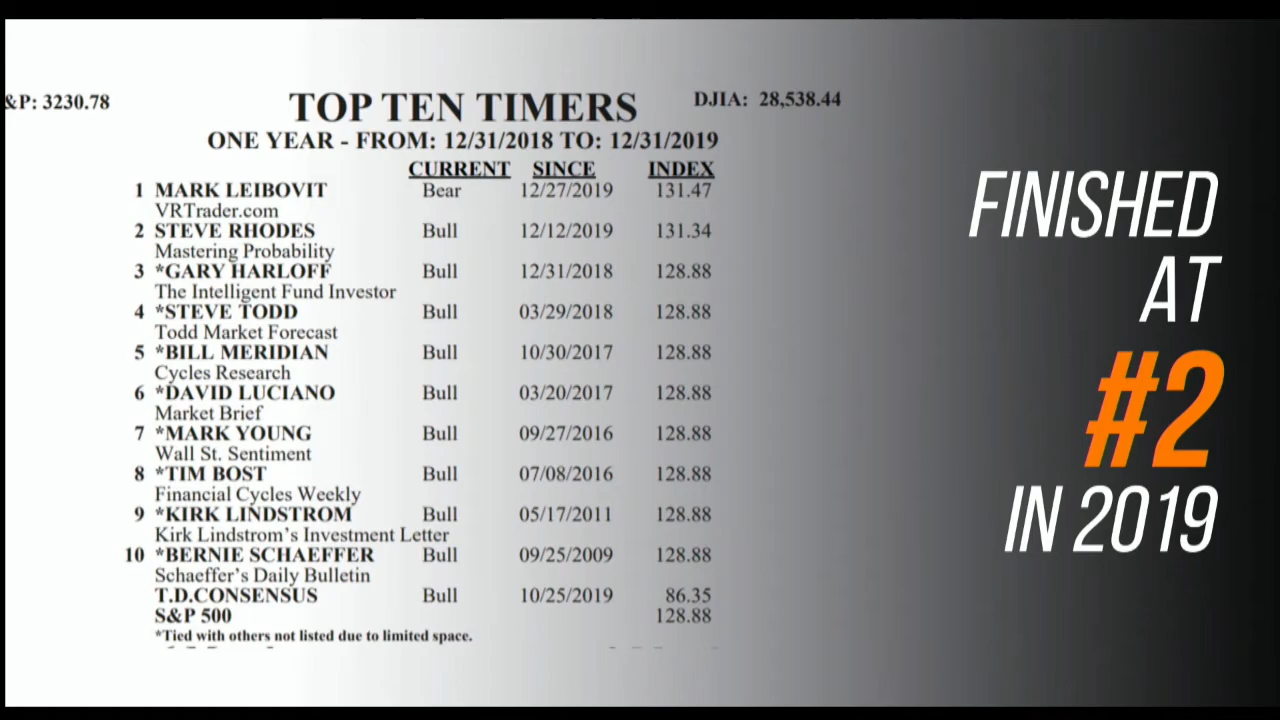 &P: 3230.78
TOP TEN TIMERS
DJIA: 28,538.44
ONE YEAR - FROM: 12/31/2018 TO: 12/31/2019
CURRENT SINCE INDEX
1 MARK LEIBOVIT Bear 12/27/2019 131.47
VRTrader.com
2 STEVE RHODES Bull 12/12/2019 131.34
Mastering Probability
3 *GARY HARLOFF Bull 12/31/2018 128.88
The Intelligent Fund Investor
4 *STEVE TODD Bull 03/29/2018 128.88
Todd Market Forecast
5 *BILL MERIDIAN Bull 10/30/2017 128.88
Cycles Research
6 *DAVID LUCIANO Bull 03/20/2017 128.88
Market Brief
7 *MARK YOUNG Bull 09/27/2016 128.88
Wall St. Sentiment
8 *TIM BOST Bull 07/08/2016 128.88
Financial Cycles Weekly
9 *KIRK LINDSTROM Bull 05/17/2011 128.88
Kirk Lindstrom's Investment Letter
10 *BERNIE SCHAEFFER Bull 09/25/2009 128.88
Schaeffer's Daily Bulletin
T.D.CONSENSUS Bull 10/25/2019 86.35
S&P 500 128.88
*Tied with others not listed due to limited space.
FINISHED
AT
#2
IN 2019